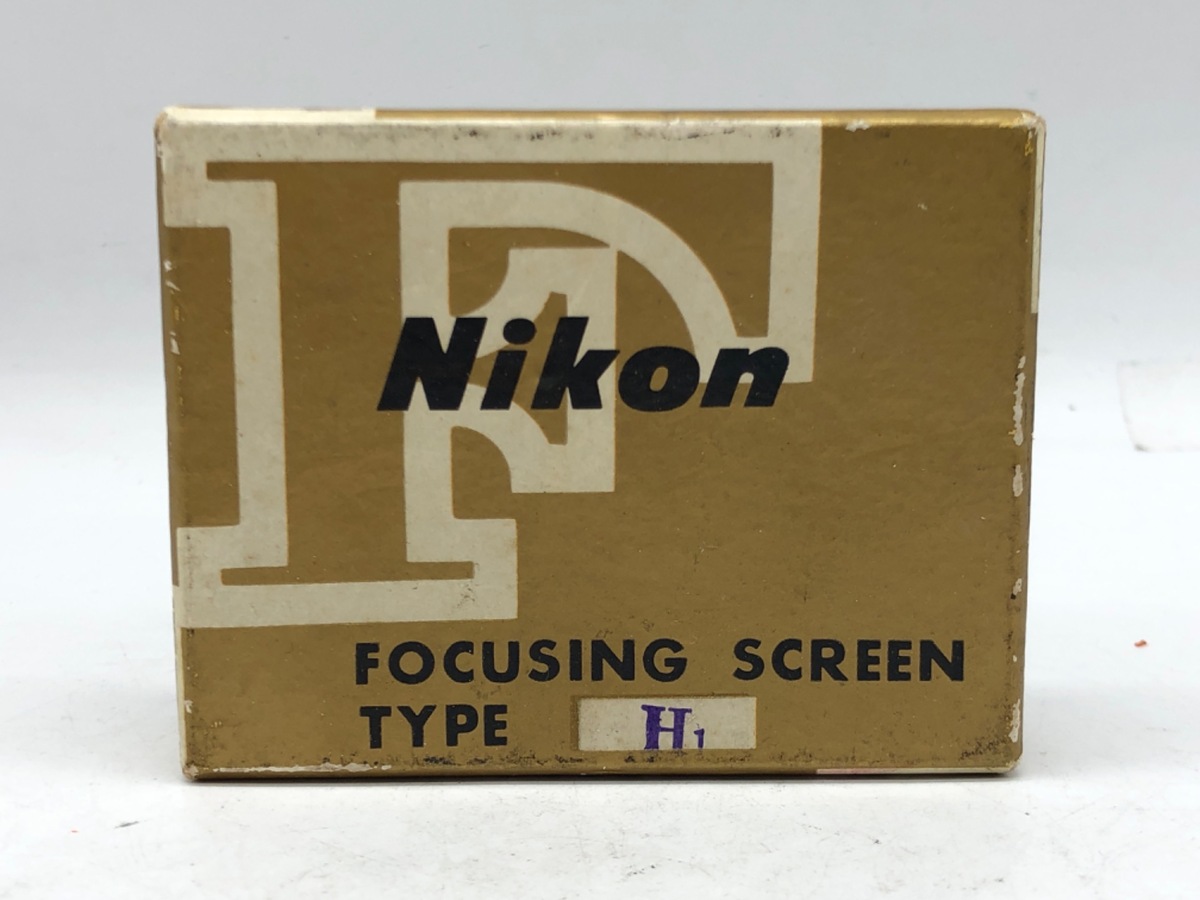 F
Nikon
FOCUSING SCREEN
TYPE H1